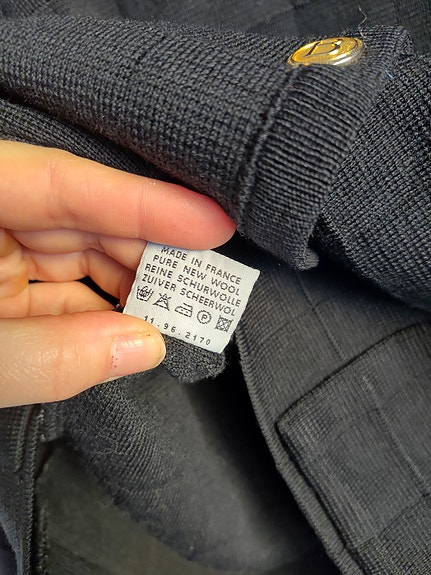 MADE IN FRANCE
PURE NEW WOOL
REINE SCHURWOLLE
ZUIVER SCHEERWOL
P
11.96.2170